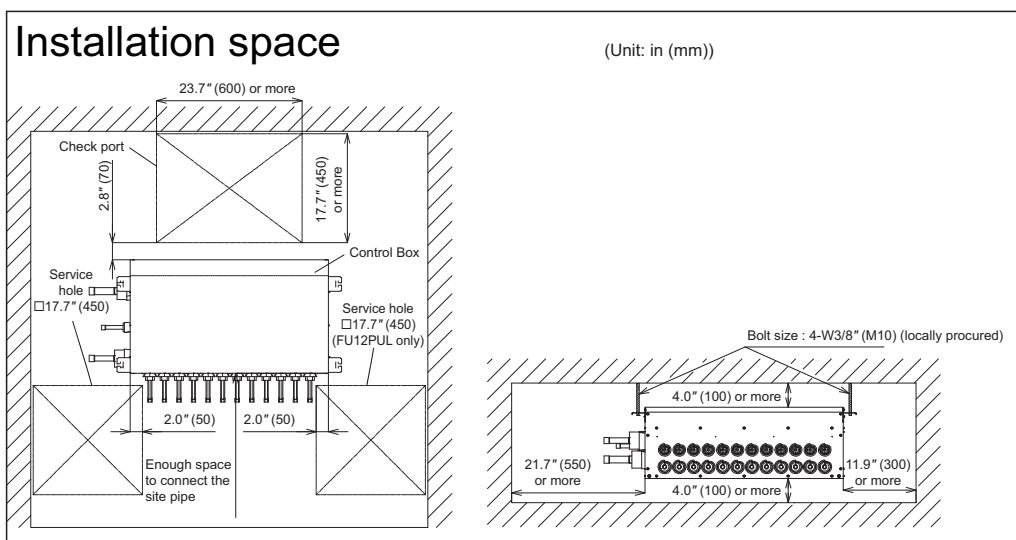 Installation space
(Unit: in (mm))
23.7″ (600) or more
Check port
2.8″ (70)
17.7″ (450)
or more
Control Box
Service
hole
□17.7″ (450)
Service hole
□17.7″ (450)
(FU12PUL only)
2.0″ (50)
2.0″ (50)
Enough space
to connect the
site pipe
Bolt size : 4-W3/8″ (M10) (locally procured)
4.0″ (100) or more
21.7″ (550)
or more
11.9″ (300)
or more
4.0″ (100) or more